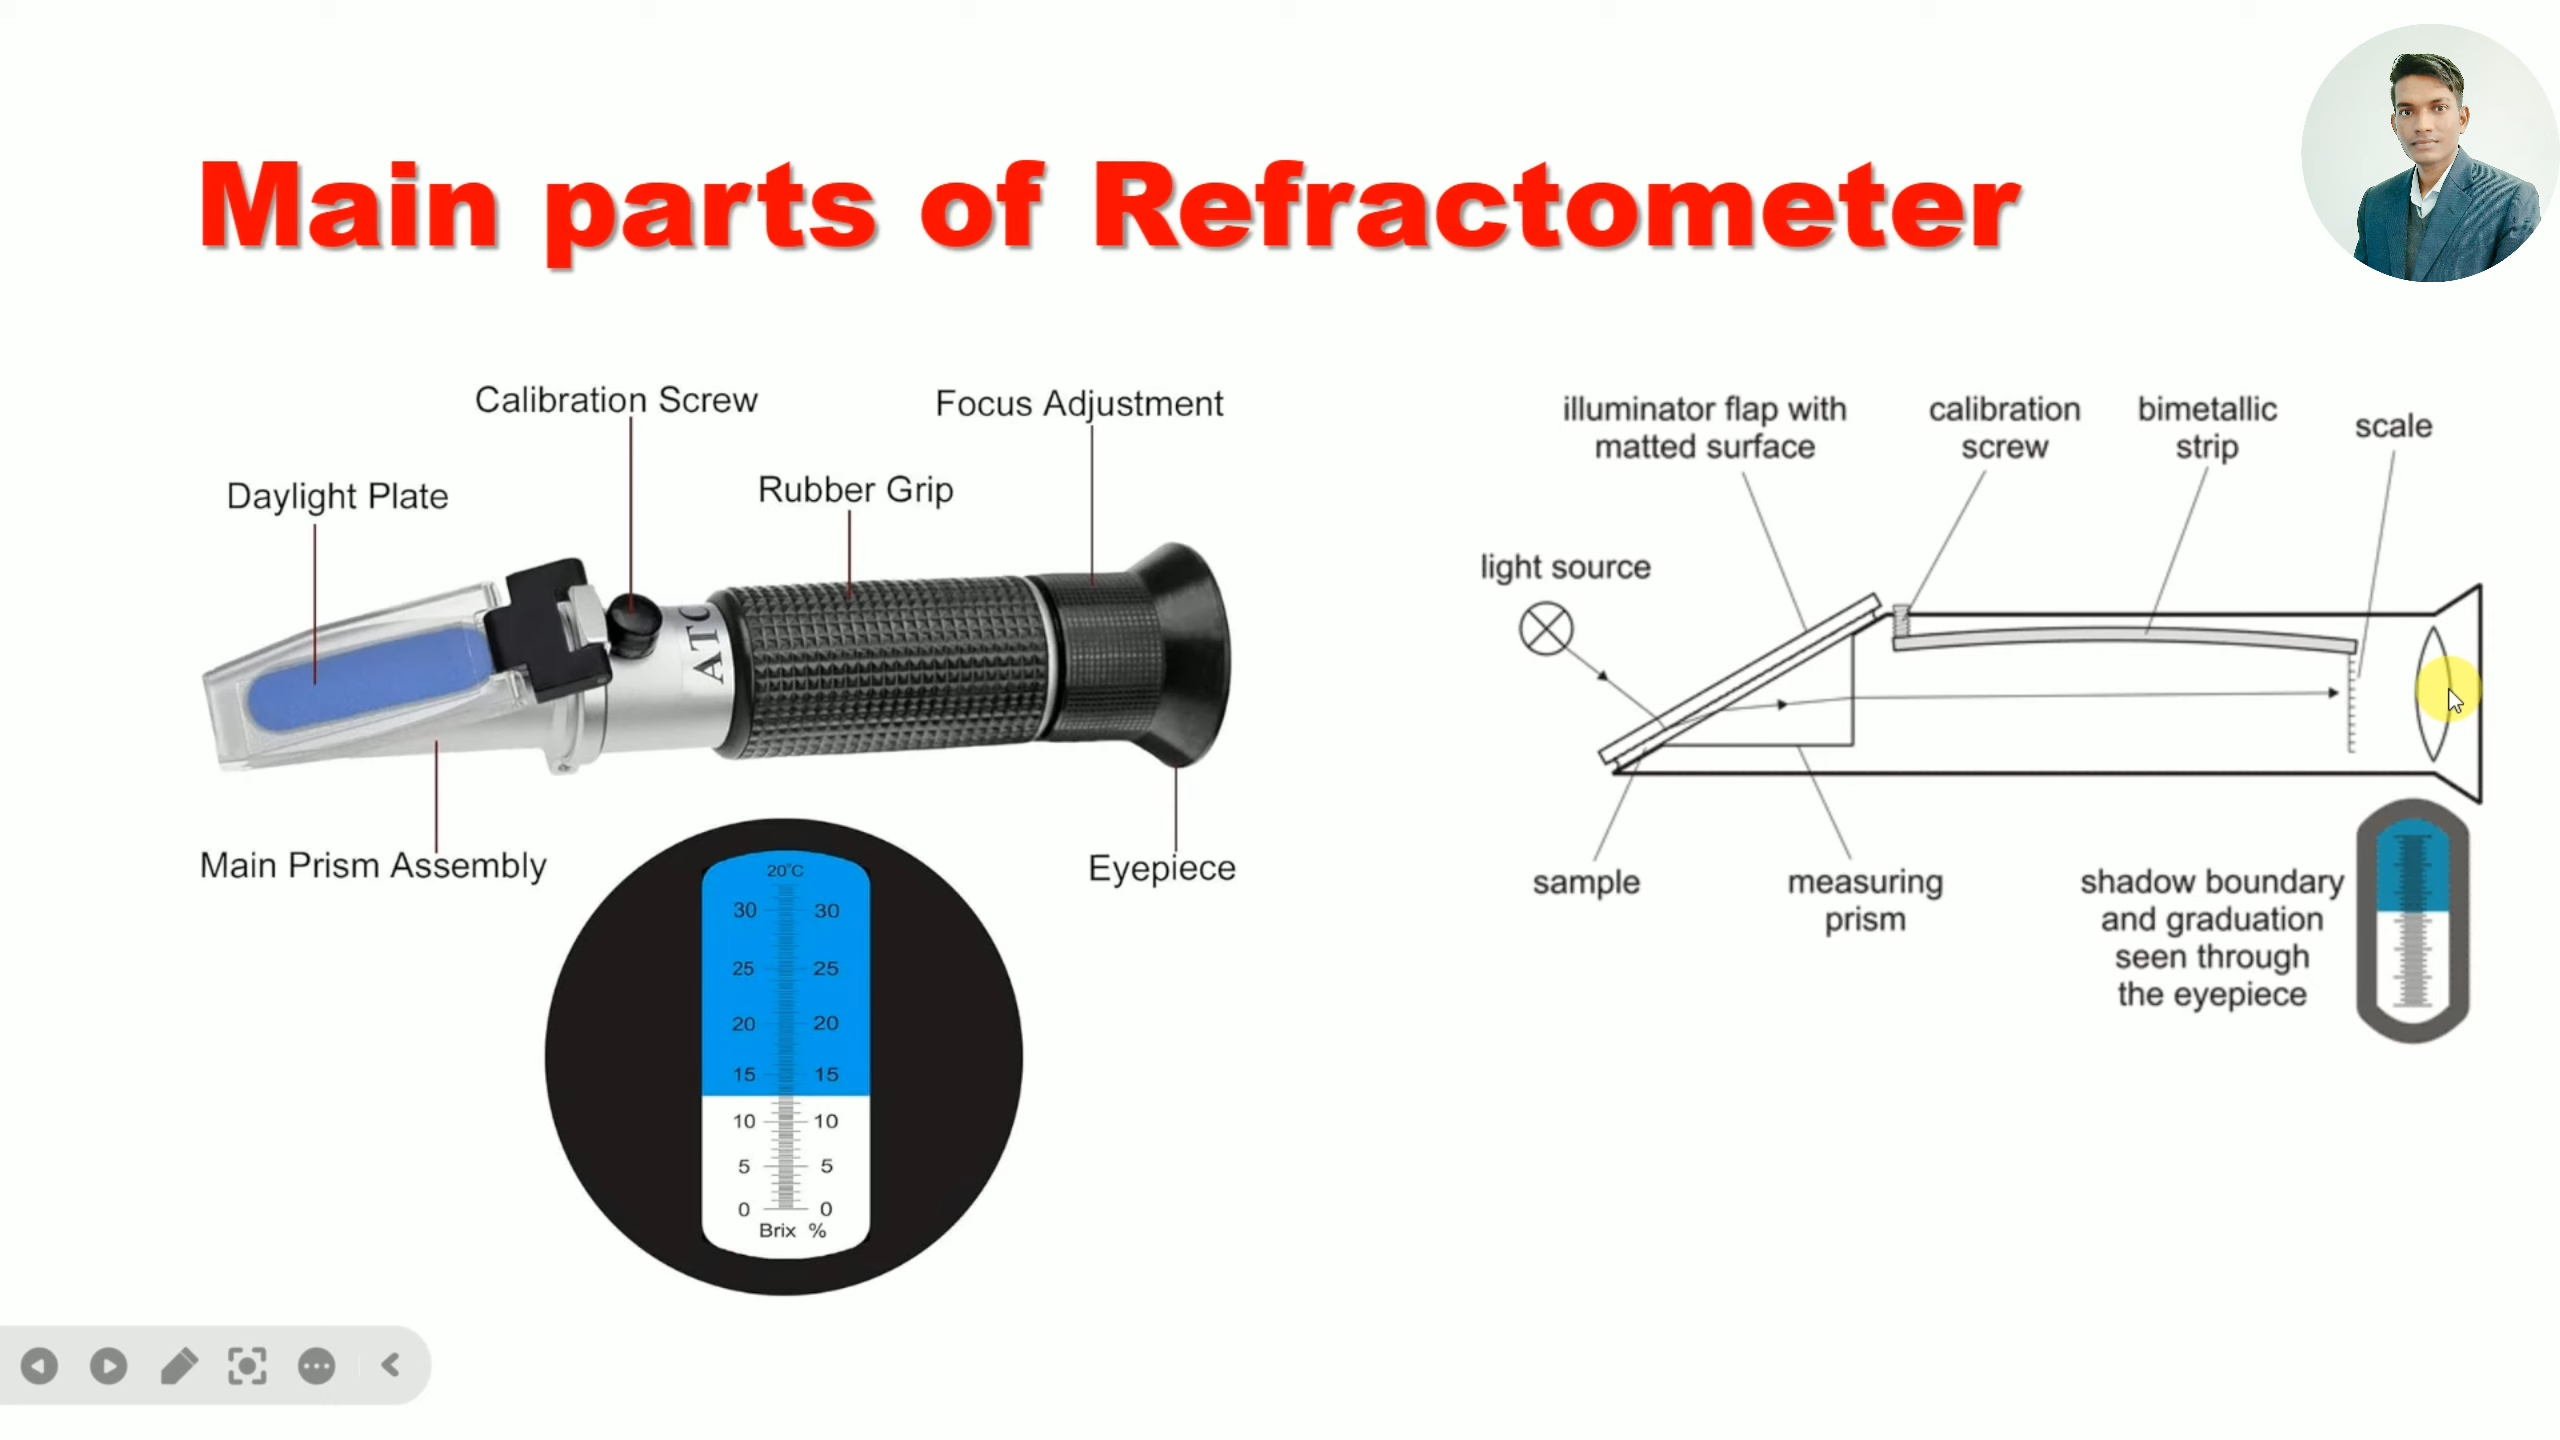 Main parts of Refractometer
Calibration Screw
Focus Adjustment
Daylight Plate
Rubber Grip
ATC
Main Prism Assembly
Eyepiece
20°C
30 30
25 25
20 20
15 15
10 10
5 5
0 0
Brix %
illuminator flap with
matted surface
calibration
screw
bimetallic
strip
scale
light source
sample
measuring
prism
shadow boundary
and graduation
seen through
the eyepiece